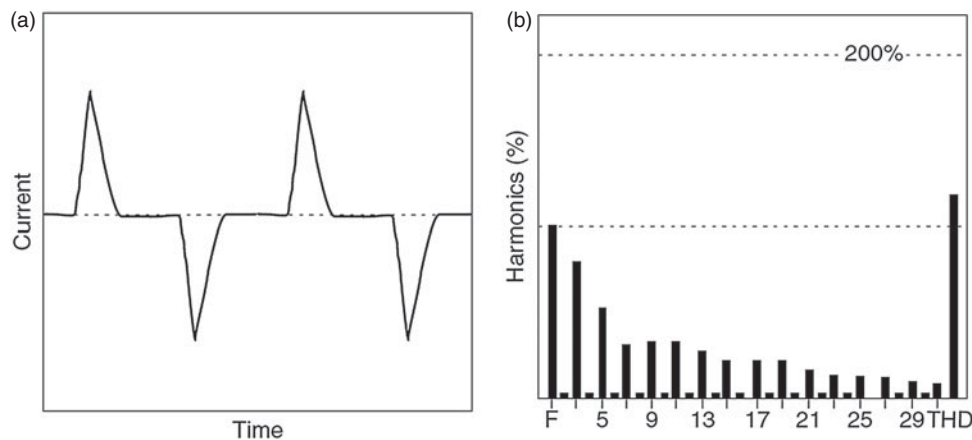 (a)
Current
Time
(b)
Harmonics (%)
200%
F 5 9 13 17 21 25 29 THD